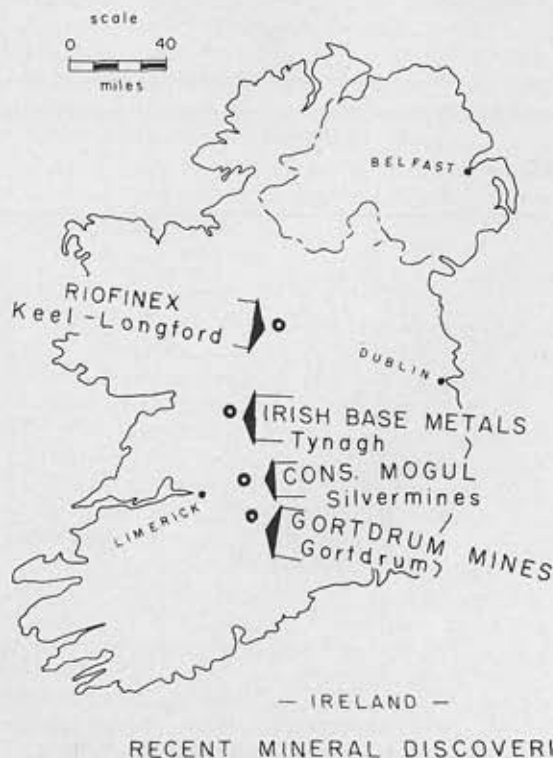 scale
0 40
miles
BELFAST
RIOFINEX
Keel-Longford
DUBLIN
IRISH BASE METALS
Tynagh
CONS. MOGUL
Silvermines
LIMERICK
GORTDRUM MINES
Gortdrum
— IRELAND —
RECENT MINERAL